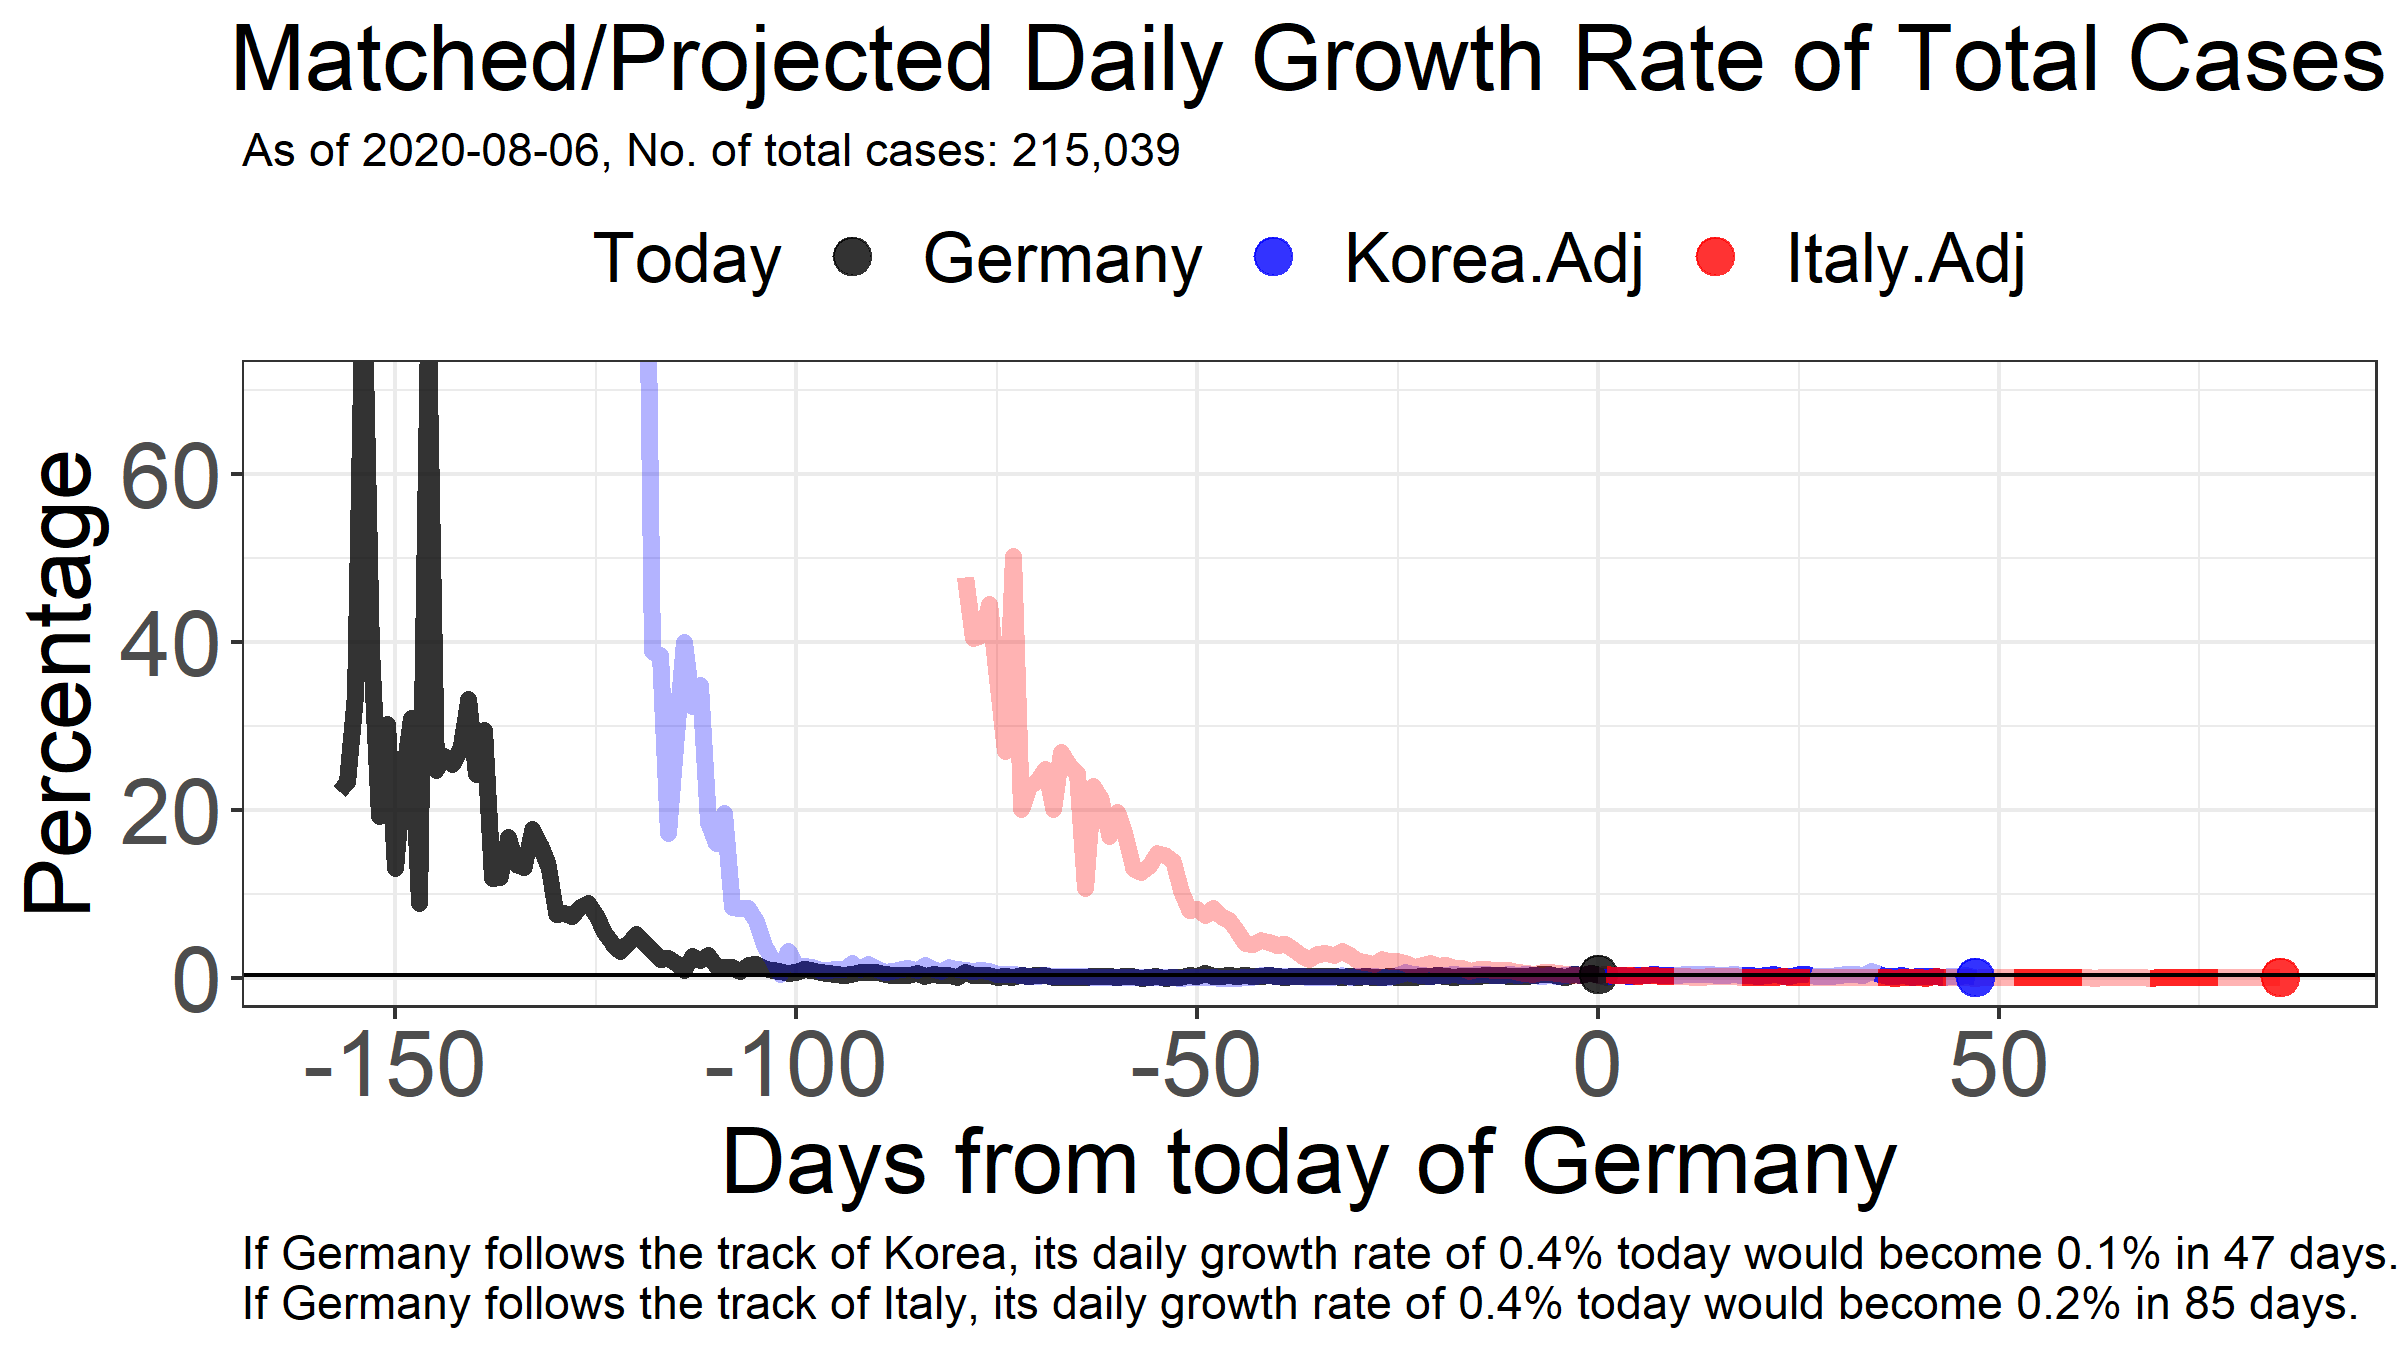 Matched/Projected Daily Growth Rate of Total Cases
As of 2020-08-06, No. of total cases: 215,039
Today Germany Korea.Adj Italy.Adj
Percentage
60
40
20
0
-150 -100 -50 0 50
Days from today of Germany
If Germany follows the track of Korea, its daily growth rate of 0.4% today would become 0.1% in 47 days.
If Germany follows the track of Italy, its daily growth rate of 0.4% today would become 0.2% in 85 days.